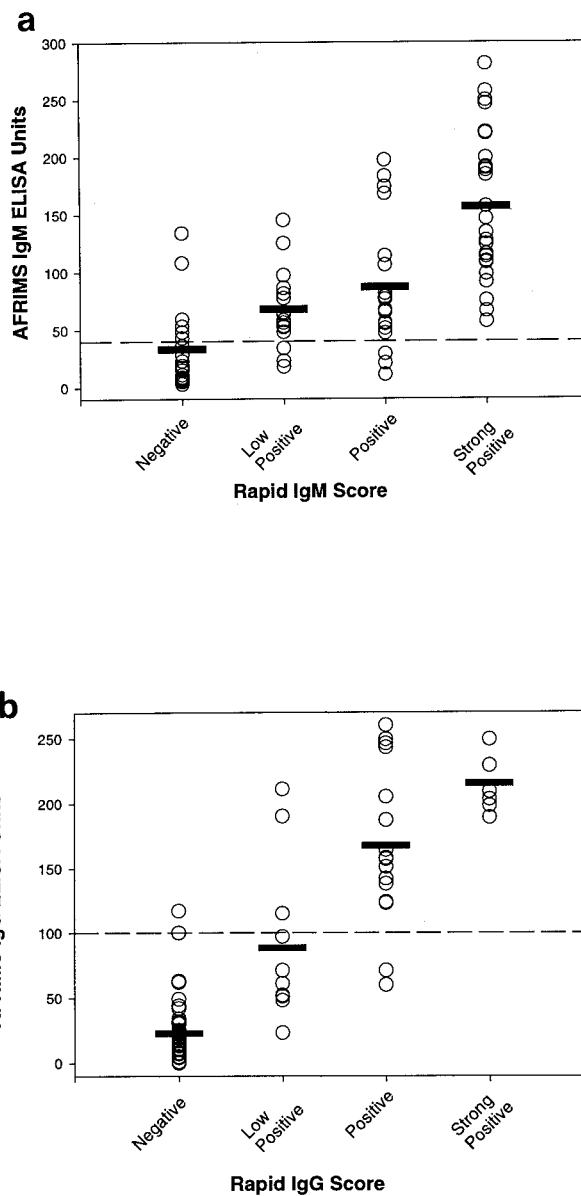 a
AFRIMS IgM ELISA Units
300
250
200
150
100
50
0
Negative
Low
Positive
Positive
Strong
Positive
Rapid IgM Score
b
250
200
150
100
50
0
Negative
Low
Positive
Positive
Strong
Positive
Rapid IgG Score